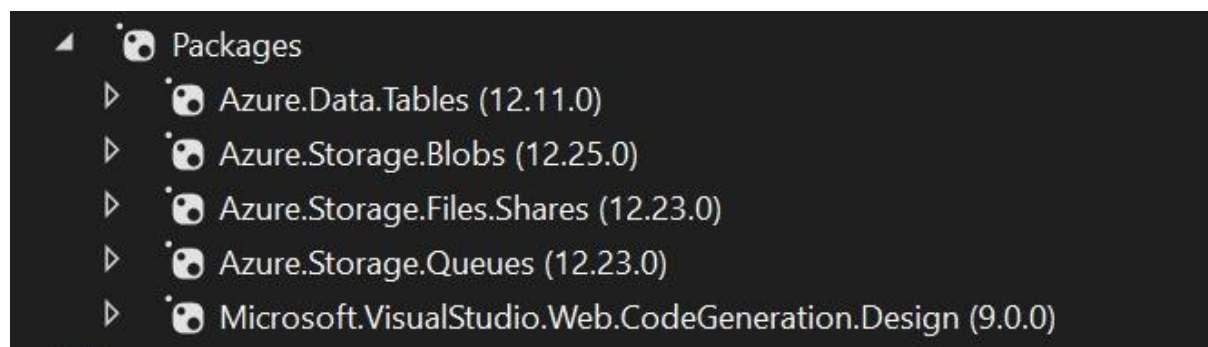 Packages
Azure.Data.Tables (12.11.0)
Azure.Storage.Blobs (12.25.0)
Azure.Storage.Files.Shares (12.23.0)
Azure.Storage.Queues (12.23.0)
Microsoft.VisualStudio.Web.CodeGeneration.Design (9.0.0)